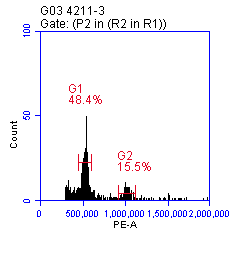 G03 4211-3
Gate: (P2 in (R2 in R1))
100
G1
48.4%
50
G2
15.5%
Count
0
0 500,000 1,000,000 1,500,000 2,000,000
PE-A